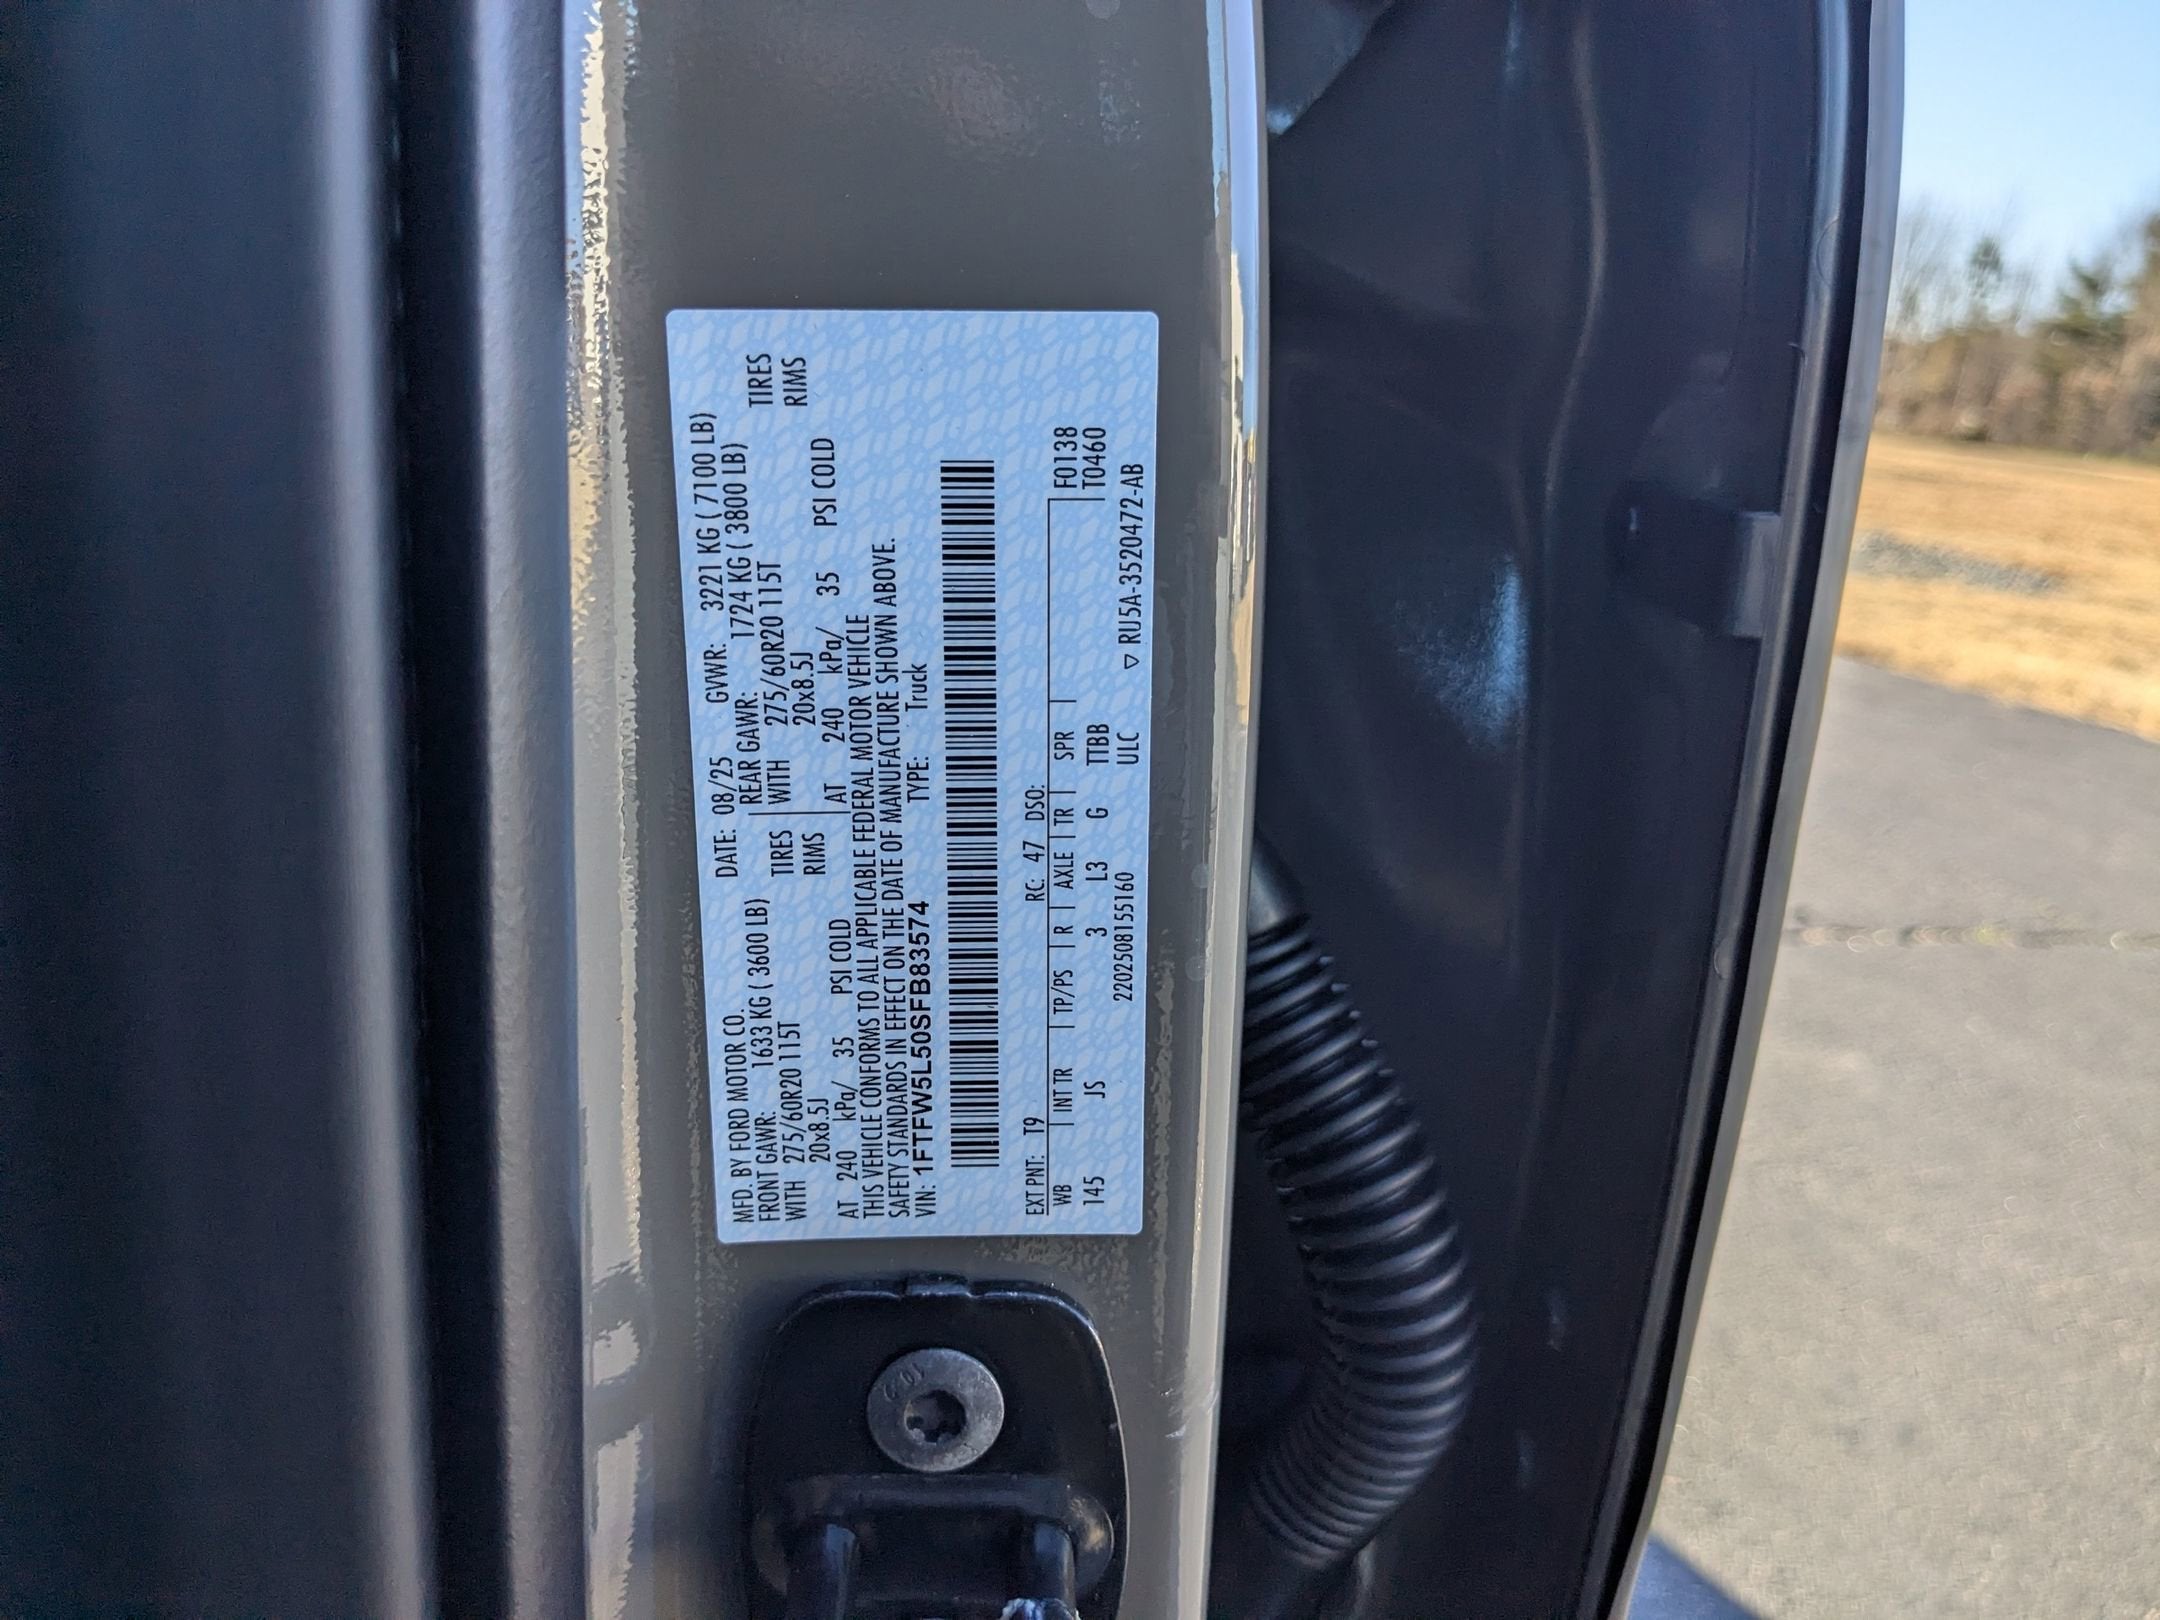 MFD. BY FORD MOTOR CO. DATE: 08/25 GVWR: 3221 KG ( 7100 LB)
FRONT GAWR: 1633 KG ( 3600 LB) REAR GAWR: 1724 KG ( 3800 LB)
WITH 275/60R20 115T TIRES WITH 275/60R20 115T TIRES
20x8.5J RIMS 20x8.5J RIMS
AT 240 kPa/ 35 PSI COLD AT 240 kPa/ 35 PSI COLD
THIS VEHICLE CONFORMS TO ALL APPLICABLE FEDERAL MOTOR VEHICLE
SAFETY STANDARDS IN EFFECT ON THE DATE OF MANUFACTURE SHOWN ABOVE.
VIN: 1FTFW5L50SFB83574 TYPE: Truck
EXT PNT: T9 RC: 47 DSO:
WB INT TR TP/PS R AXLE TR SPR F0138
145 JS 3 L3 G TTBB T0460
2202508155160 ULC ▽ RU5A-3520472-AB